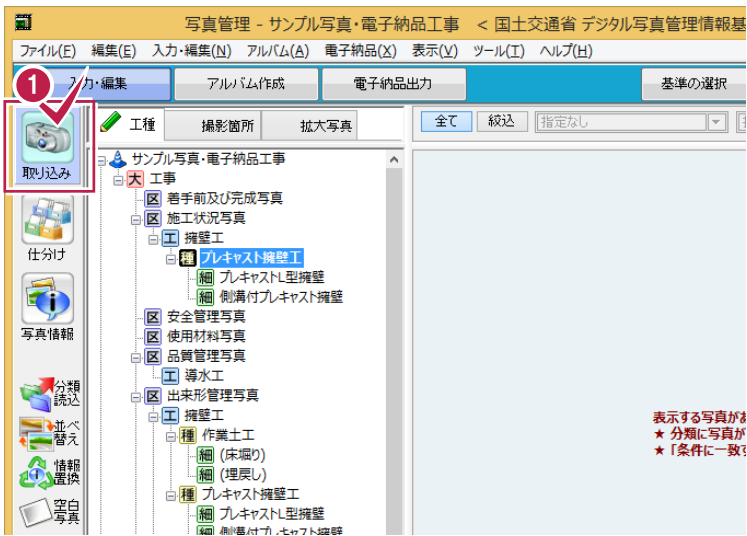 写真管理 - サンプル写真・電子納品工事 < 国土交通省 デジタル写真管理情報基
ファイル(F) 編集(E) 入力・編集(N) アルバム(A) 電子納品(X) 表示(V) ツール(T) ヘルプ(H)
1
入力・編集 アルバム作成 電子納品出力 基準の選択
工種 撮影箇所 拡大写真 全て 絞込 指定なし
取り込み
仕分け
写真情報
分類
読込
並べ
替え
情報
置換
空白
写真
サンプル写真・電子納品工事
大 工事
区 着手前及び完成写真
区 施工状況写真
工 擁壁工
種 プレキャスト擁壁工
細 プレキャストL型擁壁
細 側溝付プレキャスト擁壁
区 安全管理写真
区 使用材料写真
区 品質管理写真
工 導水工
区 出来形管理写真
工 擁壁工
種 作業土工
細 (床堀り)
細 (埋戻し)
種 プレキャスト擁壁工
細 プレキャストL型擁壁
細 側溝付プレキャスト擁壁
表示する写真があ
★ 分類に写真が
★ 「条件に一致す